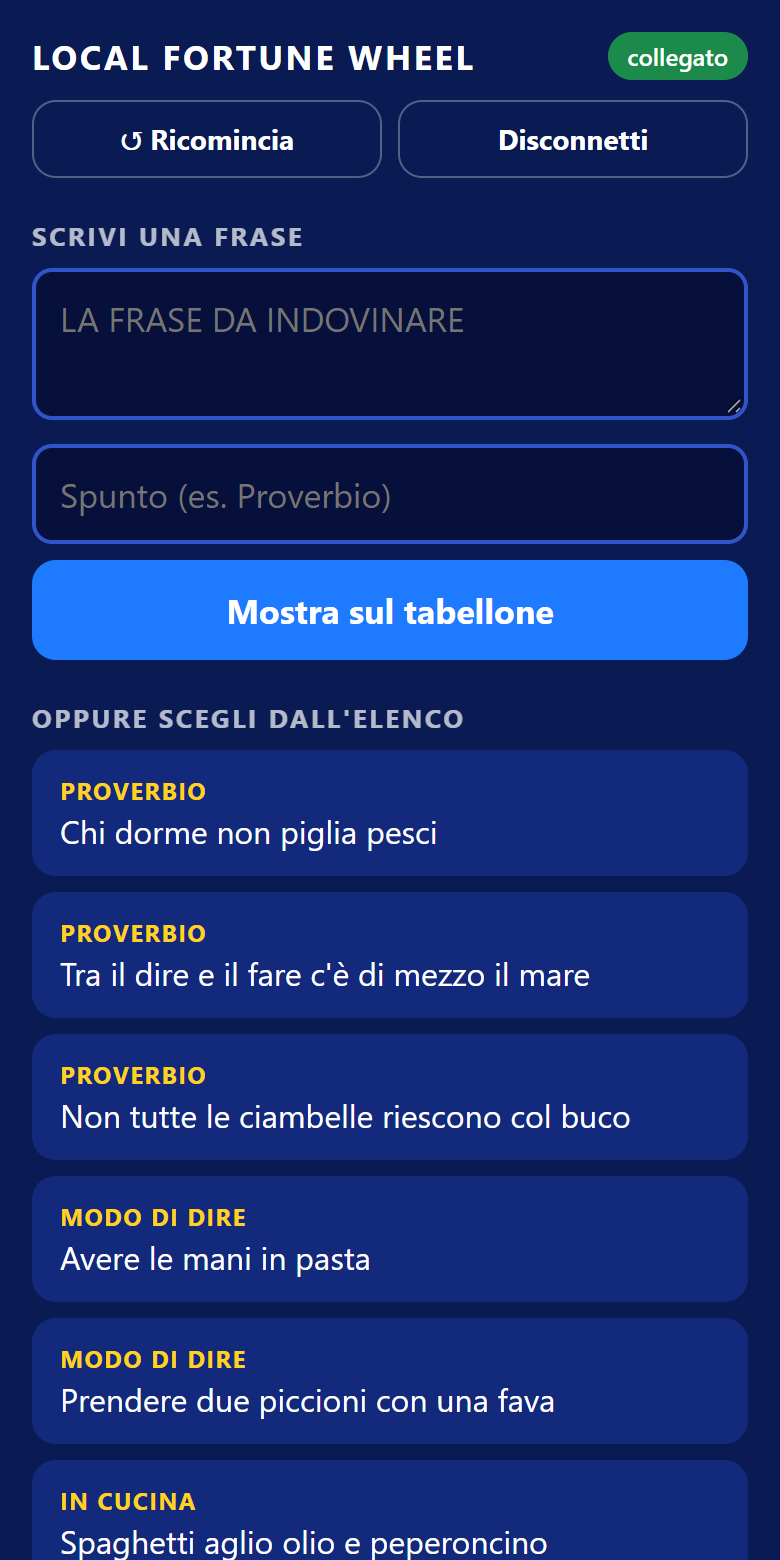 LOCAL FORTUNE WHEEL
collegato
↺ Ricomincia
Disconnetti
SCRIVI UNA FRASE
LA FRASE DA INDOVINARE
Spunto (es. Proverbio)
Mostra sul tabellone
OPPURE SCEGLI DALL'ELENCO
PROVERBIO
Chi dorme non piglia pesci
PROVERBIO
Tra il dire e il fare c'è di mezzo il mare
PROVERBIO
Non tutte le ciambelle riescono col buco
MODO DI DIRE
Avere le mani in pasta
MODO DI DIRE
Prendere due piccioni con una fava
IN CUCINA
Spaghetti aglio olio e peperoncino